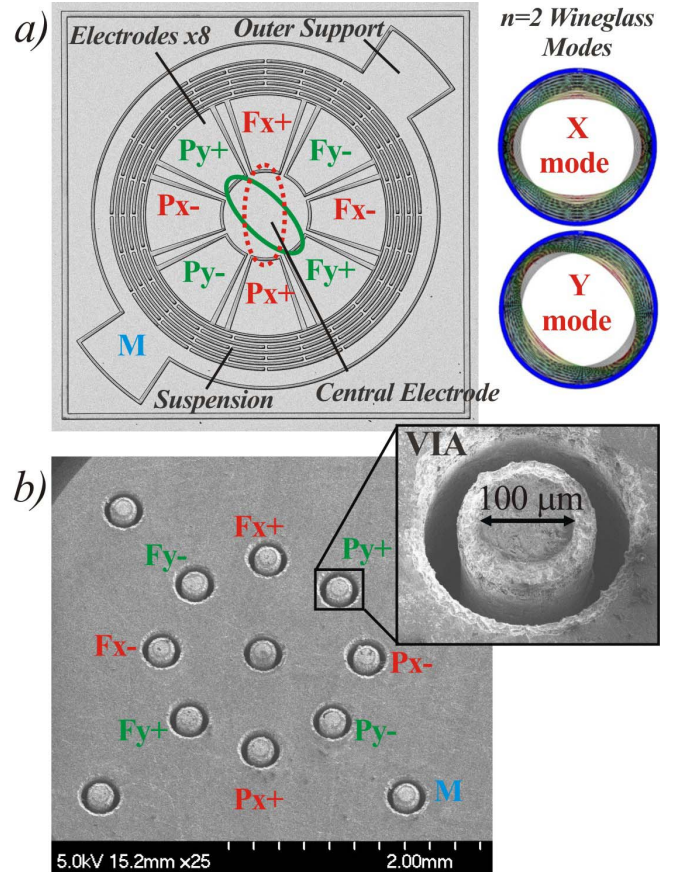 a)
Electrodes x8
Outer Support
n=2 Wineglass
Modes
Fx+
Py+
Fy-
X
mode
Px-
Fx-
Py-
Fy+
Px+
Y
mode
M
Suspension
Central Electrode
b)
VIA
100 μm
Fx+
Fy-
Py+
Fx-
Px-
Fy+
Py-
Px+
M
5.0kV 15.2mm x25
2.00mm